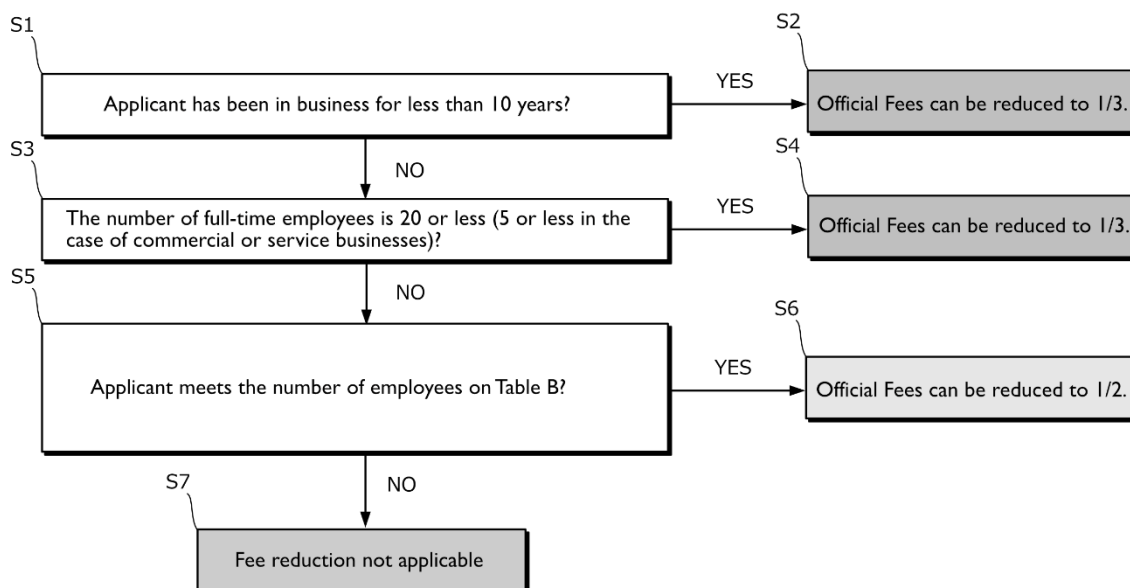 S1
S2
Applicant has been in business for less than 10 years?
YES
Official Fees can be reduced to 1/3.
S3
NO
S4
The number of full-time employees is 20 or less (5 or less in the
case of commercial or service businesses)?
YES
Official Fees can be reduced to 1/3.
S5
NO
S6
Applicant meets the number of employees on Table B?
YES
Official Fees can be reduced to 1/2.
S7
NO
Fee reduction not applicable